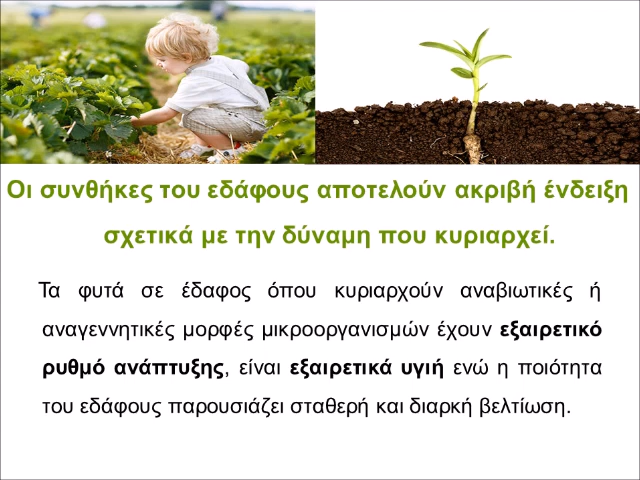 Οι συνθήκες του εδάφους αποτελούν ακριβή ένδειξη
σχετικά με την δύναμη που κυριαρχεί.
Τα φυτά σε έδαφος όπου κυριαρχούν αναβιωτικές ή
αναγεννητικές μορφές μικροοργανισμών έχουν εξαιρετικό
ρυθμό ανάπτυξης, είναι εξαιρετικά υγιή ενώ η ποιότητα
του εδάφους παρουσιάζει σταθερή και διαρκή βελτίωση.